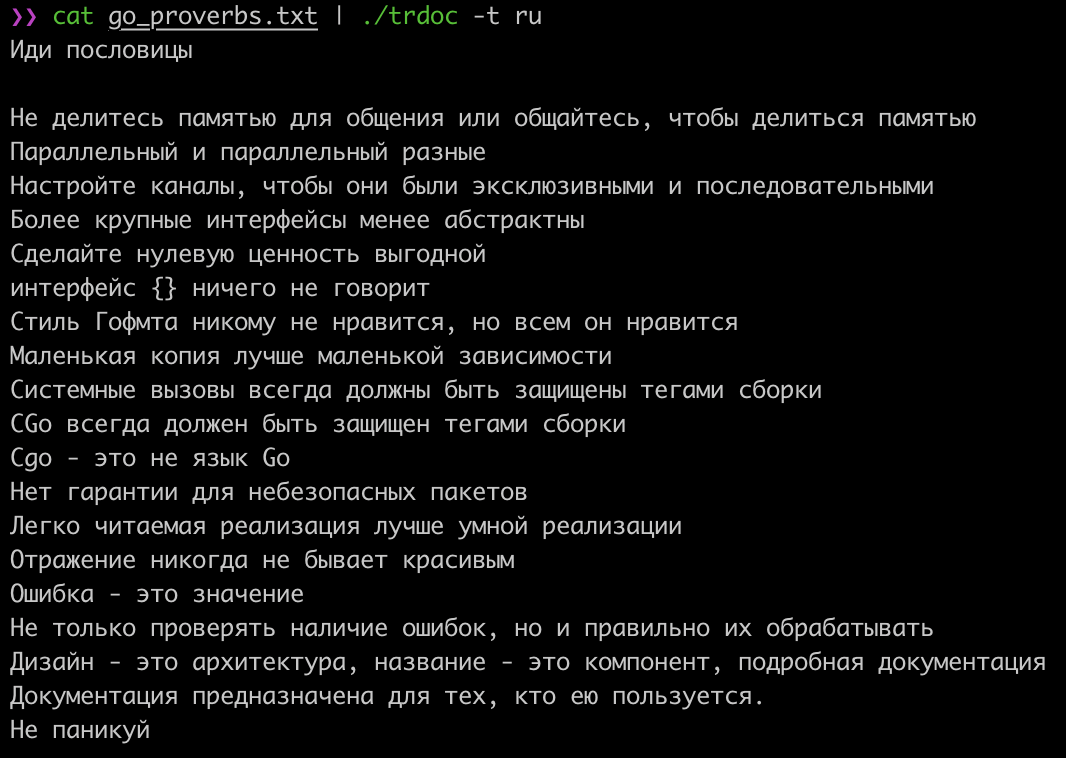 ❯❯ cat go_proverbs.txt | ./trdoc -t ru
Иди пословицы
Не делитесь памятью для общения или общайтесь, чтобы делиться памятью
Параллельный и параллельный разные
Настройте каналы, чтобы они были эксклюзивными и последовательными
Более крупные интерфейсы менее абстрактны
Сделайте нулевую ценность выгодной
интерфейс {} ничего не говорит
Стиль Гофмта никому не нравится, но всем он нравится
Маленькая копия лучше маленькой зависимости
Системные вызовы всегда должны быть защищены тегами сборки
CGo всегда должен быть защищен тегами сборки
Cgo - это не язык Go
Нет гарантии для небезопасных пакетов
Легко читаемая реализация лучше умной реализации
Отражение никогда не бывает красивым
Ошибка - это значение
Не только проверять наличие ошибок, но и правильно их обрабатывать
Дизайн - это архитектура, название - это компонент, подробная документация
Документация предназначена для тех, кто ею пользуется.
Не паникуй